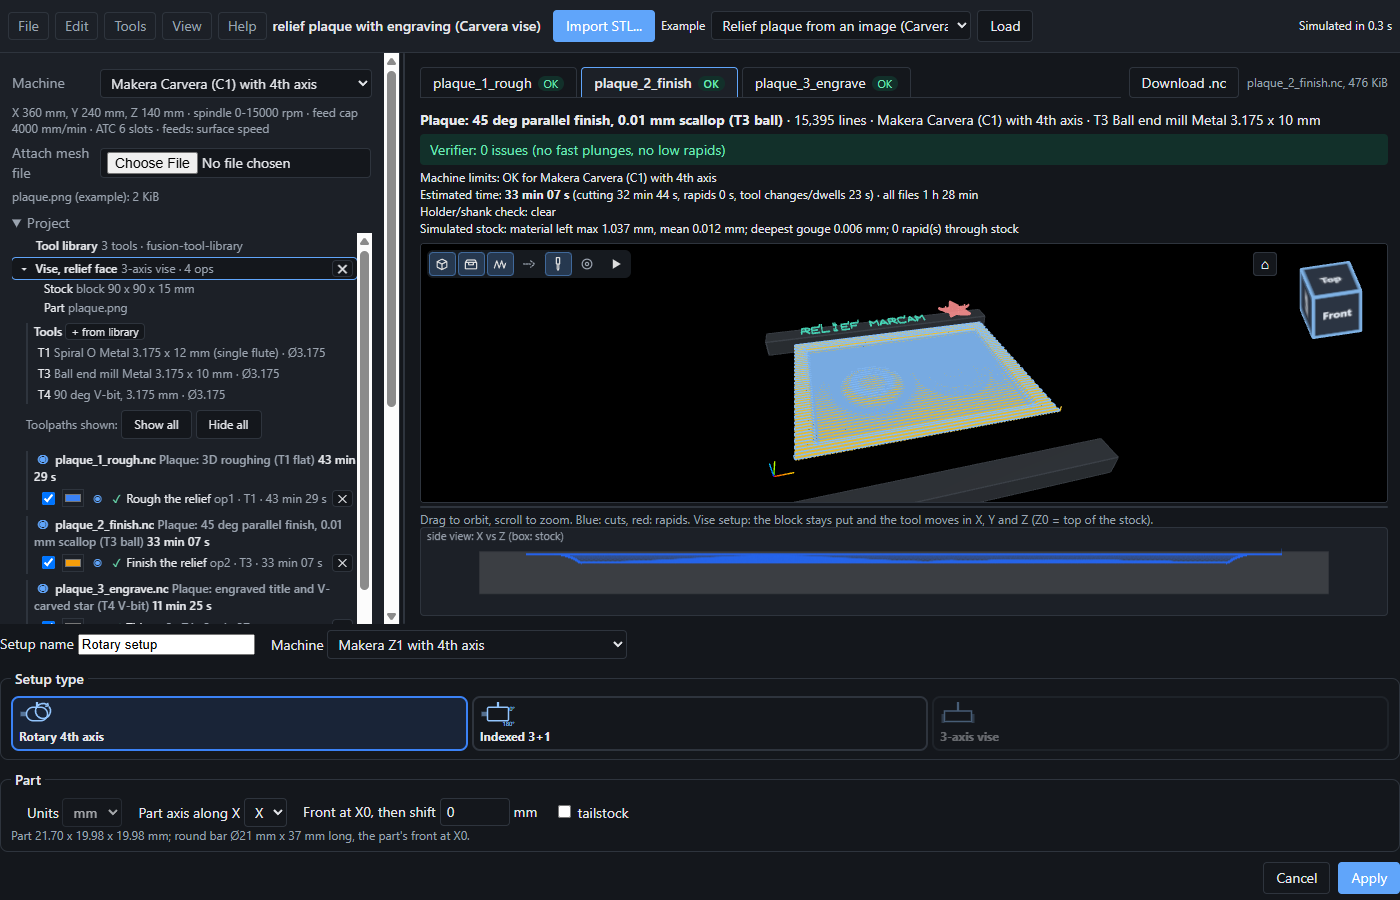 File Edit Tools View Help relief plaque with engraving (Carvera vise) Import STL... Example Relief plaque from an image (Carvera Load Simulated in 0.3 s
Machine Makera Carvera (C1) with 4th axis
X 360 mm, Y 240 mm, Z 140 mm · spindle 0-15000 rpm · feed cap
4000 mm/min · ATC 6 slots · feeds: surface speed
Attach mesh file Choose File No file chosen
plaque.png (example): 2 KiB
▼ Project
Tool library 3 tools · fusion-tool-library
Vise, relief face 3-axis vise · 4 ops
Stock block 90 x 90 x 15 mm
Part plaque.png
Tools + from library
T1 Spiral O Metal 3.175 x 12 mm (single flute) · Ø3.175
T3 Ball end mill Metal 3.175 x 10 mm · Ø3.175
T4 90 deg V-bit, 3.175 mm · Ø3.175
Toolpaths shown: Show all Hide all
plaque_1_rough.nc Plaque: 3D roughing (T1 flat) 43 min
29 s
✓ Rough the relief op1 · T1 · 43 min 29 s
plaque_2_finish.nc Plaque: 45 deg parallel finish, 0.01
mm scallop (T3 ball) 33 min 07 s
✓ Finish the relief op2 · T3 · 33 min 07 s
plaque_3_engrave.nc Plaque: engraved title and V-
carved star (T4 V-bit) 11 min 25 s
plaque_1_rough OK plaque_2_finish OK plaque_3_engrave OK Download .nc plaque_2_finish.nc, 476 KiB
Plaque: 45 deg parallel finish, 0.01 mm scallop (T3 ball) · 15,395 lines · Makera Carvera (C1) with 4th axis · T3 Ball end mill Metal 3.175 x 10 mm
Verifier: 0 issues (no fast plunges, no low rapids)
Machine limits: OK for Makera Carvera (C1) with 4th axis
Estimated time: 33 min 07 s (cutting 32 min 44 s, rapids 0 s, tool changes/dwells 23 s) · all files 1 h 28 min
Holder/shank check: clear
Simulated stock: material left max 1.037 mm, mean 0.012 mm; deepest gouge 0.006 mm; 0 rapid(s) through stock
Top
Front
RELIEF MARCAM
Drag to orbit, scroll to zoom. Blue: cuts, red: rapids. Vise setup: the block stays put and the tool moves in X, Y and Z (Z0 = top of the stock).
side view: X vs Z (box: stock)
Setup name Rotary setup Machine Makera Z1 with 4th axis
Setup type
Rotary 4th axis
Indexed 3+1
3-axis vise
Part
Units mm Part axis along X X Front at X0, then shift 0 mm tailstock
Part 21.70 x 19.98 x 19.98 mm; round bar Ø21 mm x 37 mm long, the part's front at X0.
Cancel Apply